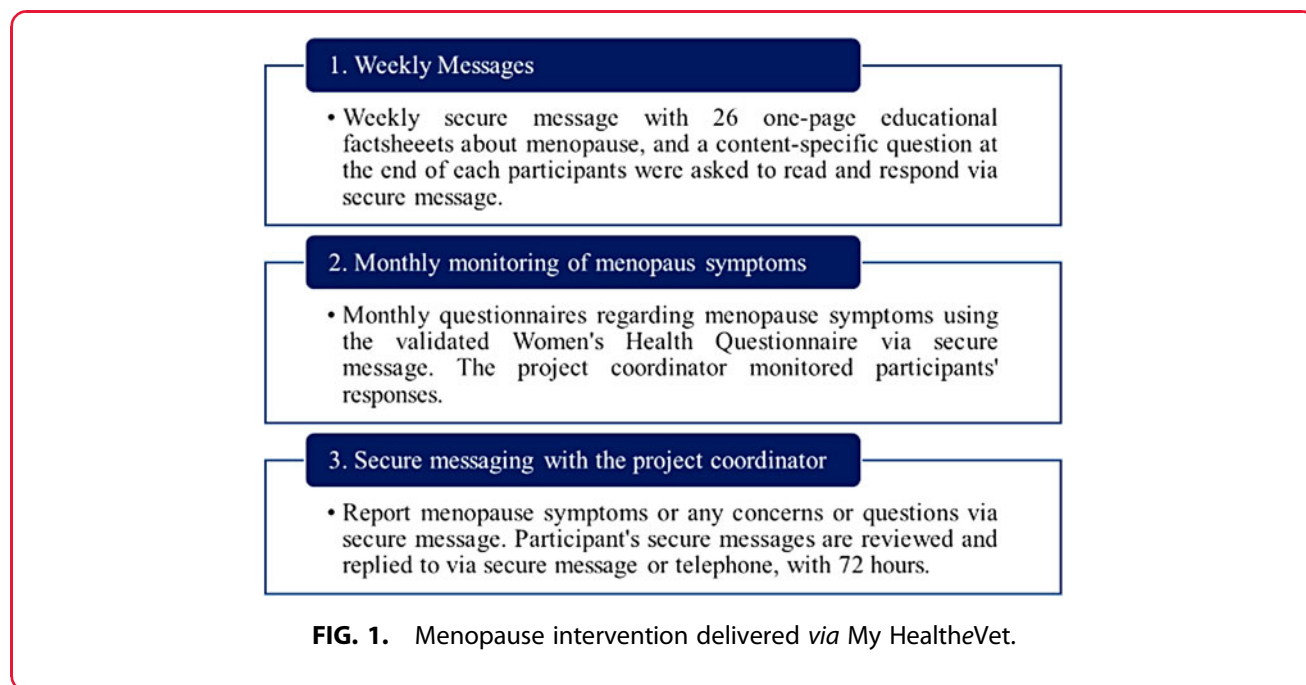 1. Weekly Messages
• Weekly secure message with 26 one-page educational
factsheeets about menopause, and a content-specific question at
the end of each participants were asked to read and respond via
secure message.
2. Monthly monitoring of menopaus symptoms
• Monthly questionnaires regarding menopause symptoms using
the validated Women's Health Questionnaire via secure
message. The project coordinator monitored participants'
responses.
3. Secure messaging with the project coordinator
• Report menopause symptoms or any concerns or questions via
secure message. Participant's secure messages are reviewed and
replied to via secure message or telephone, with 72 hours.
FIG. 1. Menopause intervention delivered via My HealtheVet.